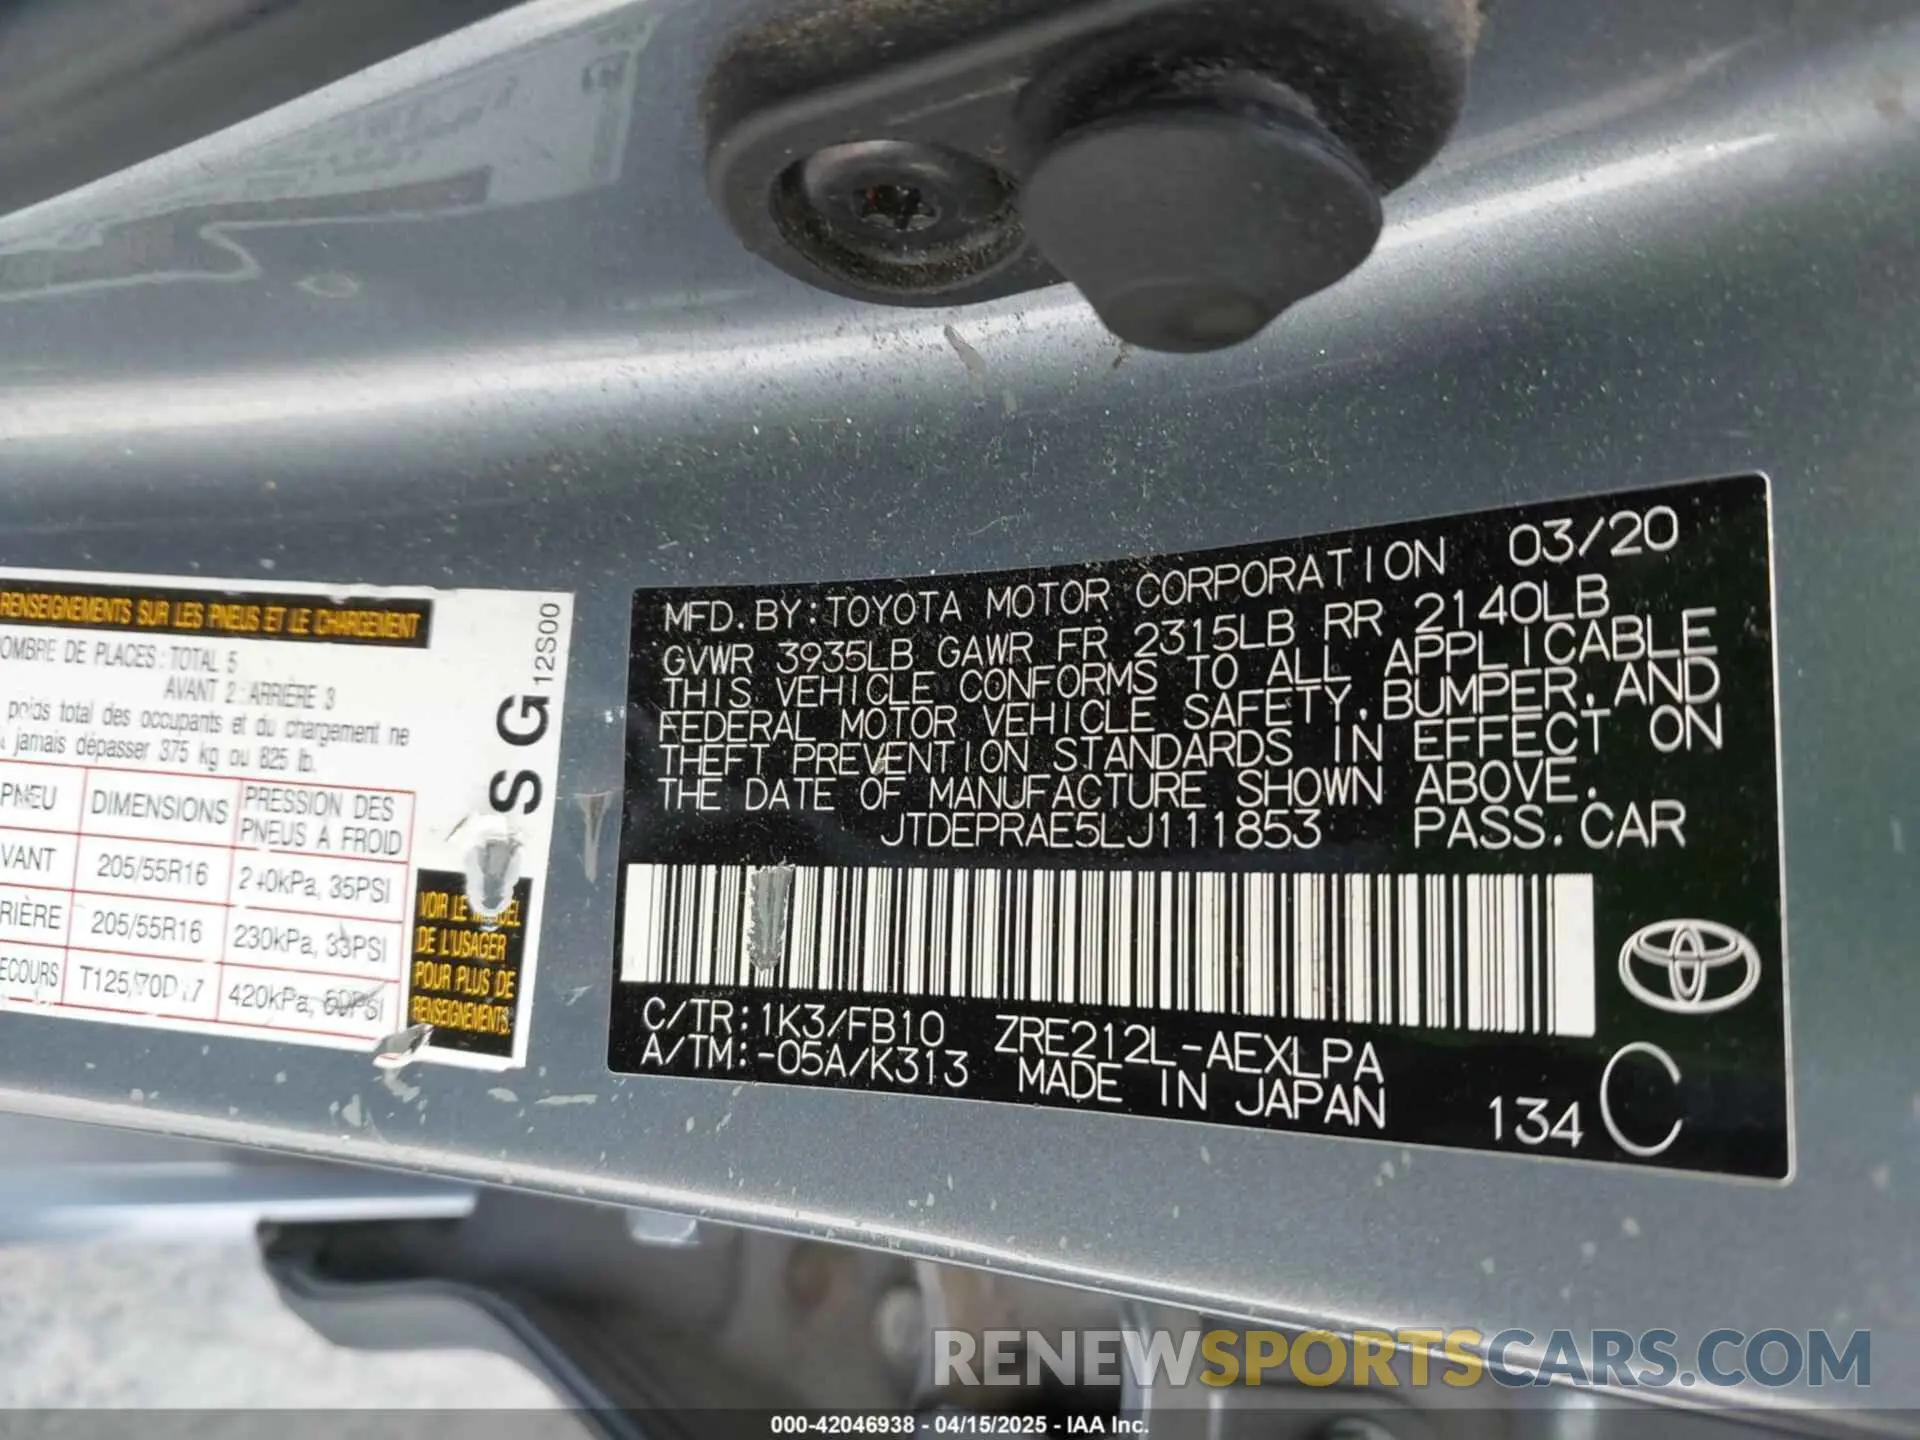 RENSEIGNEMENTS SUR LES PNEUS ET LE CHARGEMENT
OMBRE DE PLACES : TOTAL 5
AVANT 2 : ARRIÈRE 3
poids total des occupants et du chargement ne
jamais dépasser 375 kg ou 825 lb.
PNEU DIMENSIONS PRESSION DES PNEUS A FROID
VANT 205/55R16 240kPa, 35PSI
RIÈRE 205/55R16 230kPa, 33PSI
ECOURS T125/70D17 420kPa, 60PSI
VOIR LE
DE L'USAGER
POUR PLUS DE
RENSEIGNEMENTS.
SG
12S00
MFD. BY: TOYOTA MOTOR CORPORATION 03/20
GVWR 3935LB GAWR FR 2315LB RR 2140LB
THIS VEHICLE CONFORMS TO ALL APPLICABLE
FEDERAL MOTOR VEHICLE SAFETY, BUMPER, AND
THEFT PREVENTION STANDARDS IN EFFECT ON
THE DATE OF MANUFACTURE SHOWN ABOVE.
JTDEPRAE5LJ111853 PASS. CAR
C/TR: 1K3/FB10 ZRE212L-AEXLPA
A/TM: -05A/K313 MADE IN JAPAN
134 C
RENEWSPORTSCARS.COM
000-42046938 - 04/15/2025 - IAA Inc.